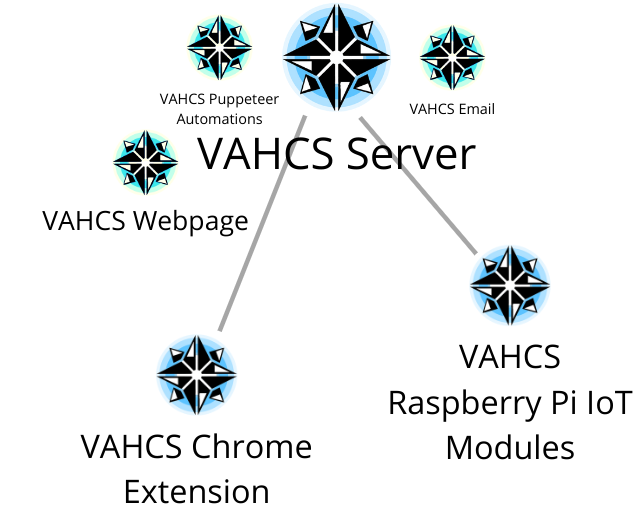 VAHCS Puppeteer
Automations
VAHCS Email
VAHCS Server
VAHCS Webpage
VAHCS
Raspberry Pi IoT
Modules
VAHCS Chrome
Extension